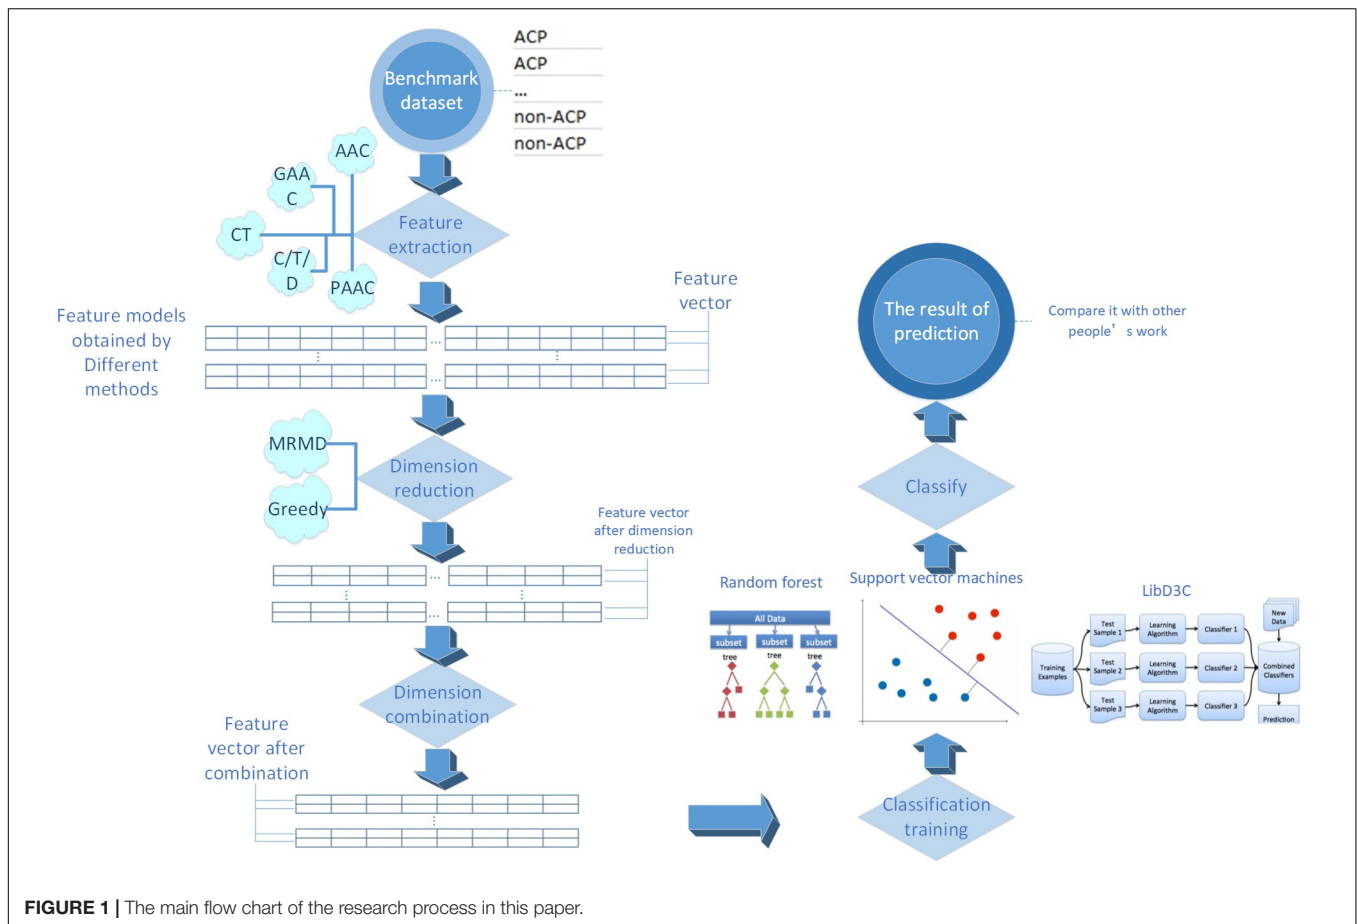 Benchmark
dataset
ACP
ACP
...
non-ACP
non-ACP
AAC
GAA
C
CT
C/T/
D
PAAC
Feature
extraction
Feature
vector
Feature models
obtained by
Different
methods
...
...
MRMD
Greedy
Dimension
reduction
Feature vector
after dimension
reduction
...
...
Dimension
combination
Feature
vector after
combination
Classification
training
Random forest
All Data
subset
subset
subset
tree
tree
tree
Support vector machines
LibD3C
Training
Examples
Test
Sample 1
Learning
Algorithm
Classifier 1
Test
Sample 2
Learning
Algorithm
Classifier 2
Test
Sample 3
Learning
Algorithm
Classifier 3
New
Data
Combined
Classifiers
Prediction
Classify
The result of
prediction
Compare it with other
people’s work
FIGURE 1 | The main flow chart of the research process in this paper.